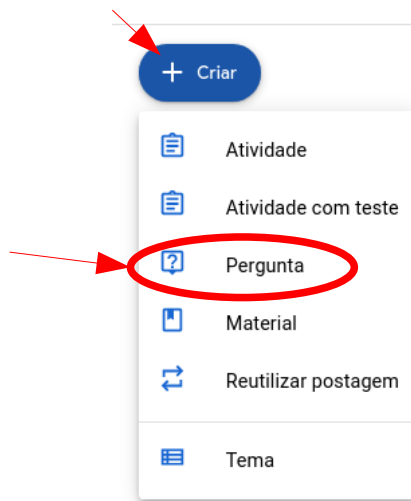 Criar
Atividade
Atividade com teste
Pergunta
Material
Reutilizar postagem
Tema